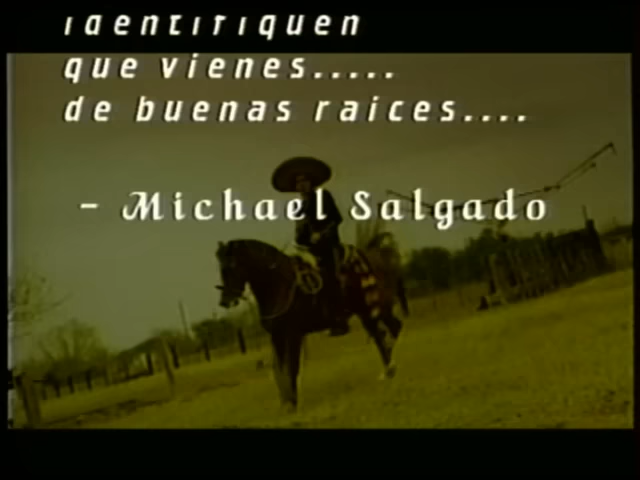 identifiquen
que vienes.....
de buenas raices....
- Michael Salgado